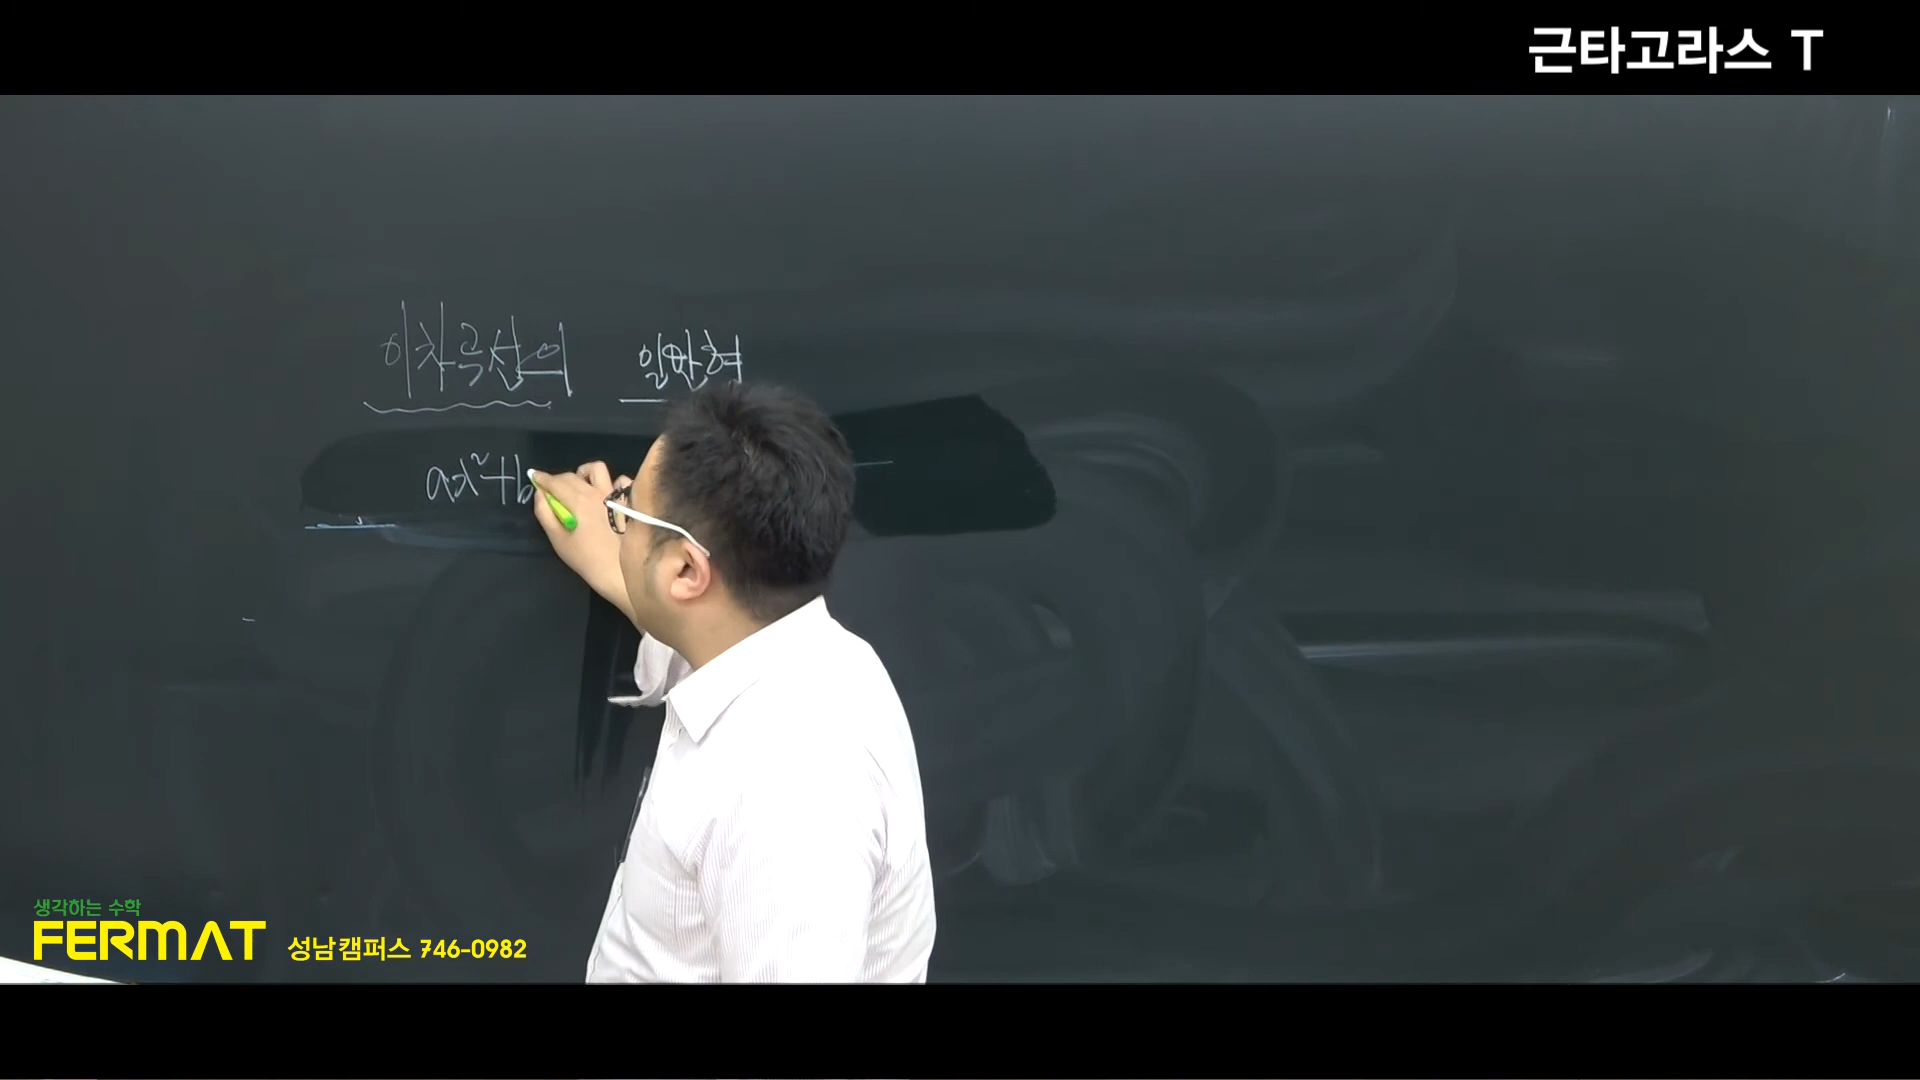 근타고라스 T
이차곡선의 일반형
ax²+b
생각하는 수학
FERMAT 성남캠퍼스 746-0982